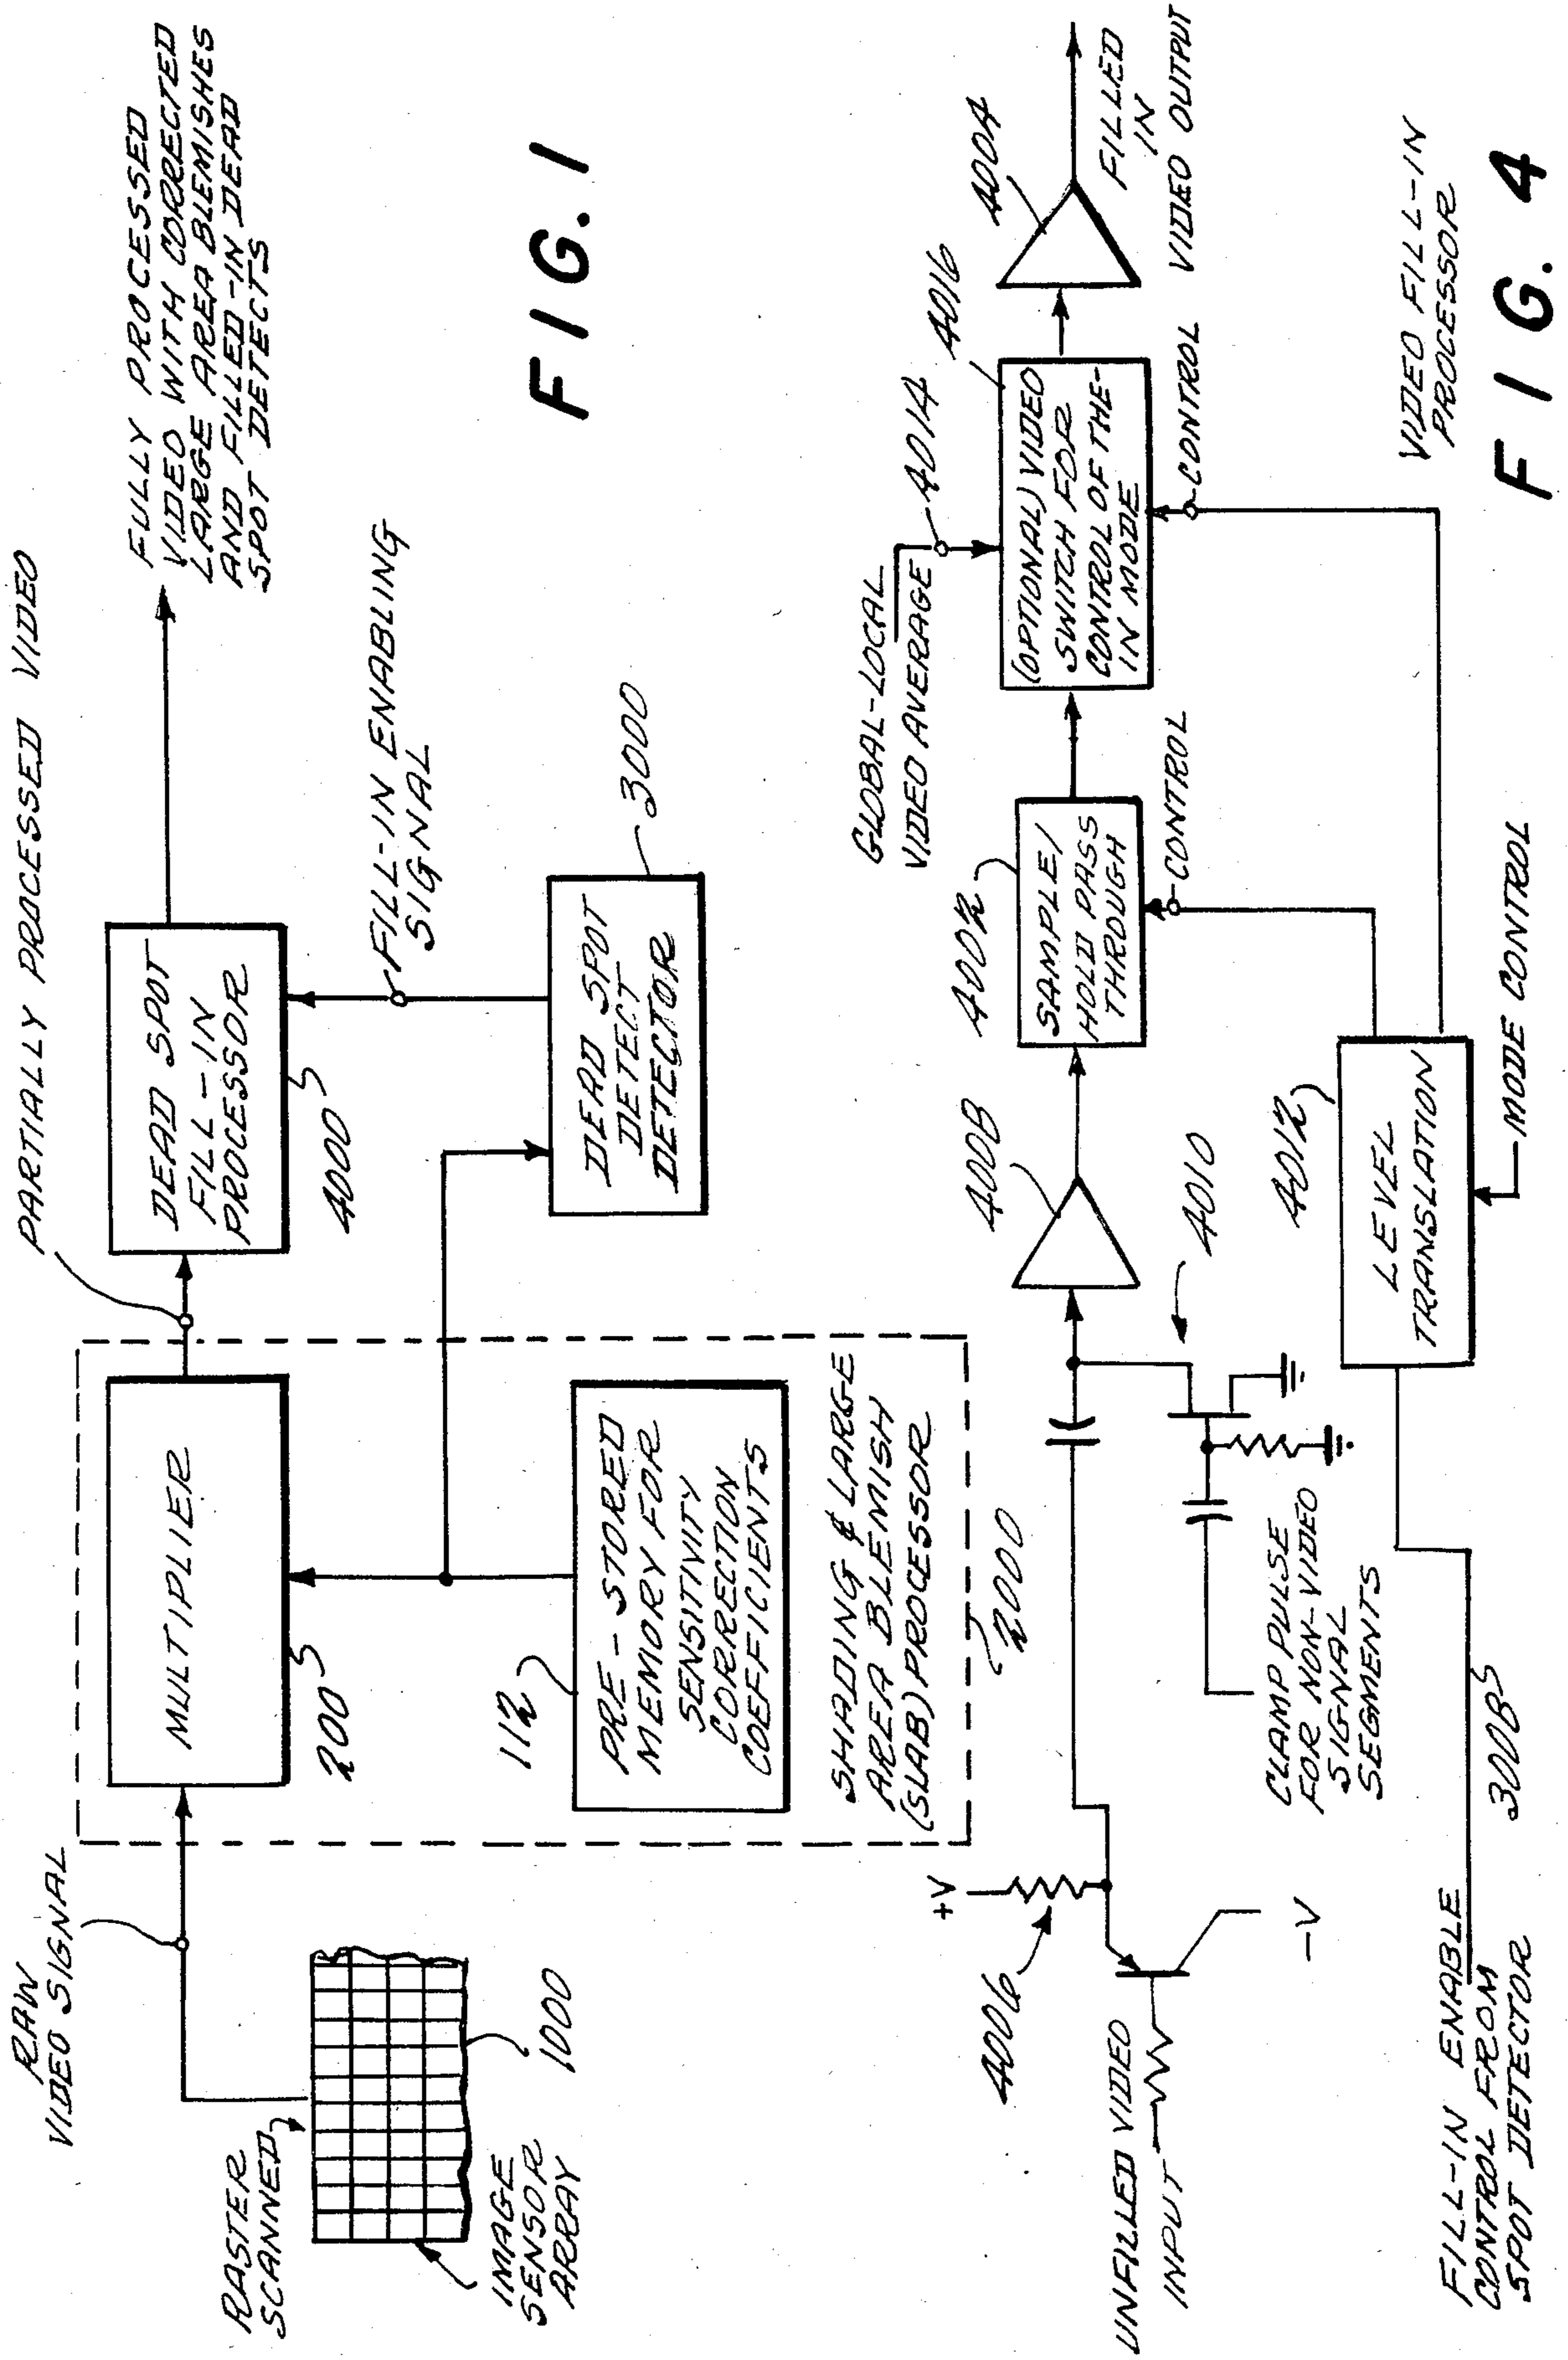 RAW
VIDEO SIGNAL
RASTER
SCANNED
IMAGE
SENSOR
ARRAY
1000
MULTIPLIER
200
112
PRE-STORED
MEMORY FOR
SENSITIVITY
CORRECTION
COEFFICIENTS
SHADING & LARGE
AREA BLEMISH
(SLAB) PROCESSOR
2000
PARTIALLY PROCESSED VIDEO
DEAD SPOT
FILL-IN
PROCESSOR
4000
FILL-IN ENABLING
SIGNAL
DEAD SPOT
DETECT
DETECTOR
3000
FULLY PROCESSED
VIDEO WITH CORRECTED
LARGE AREA BLEMISHES
AND FILLED-IN DEAD
SPOT DETECTS
FIG. 1
UNFILLED VIDEO
INPUT
+V
4006
-V
CLAMP PULSE
FOR NON-VIDEO
SIGNAL
SEGMENTS
4010
4008
4002
SAMPLE/
HOLD PASS
THROUGH
CONTROL
GLOBAL-LOCAL
VIDEO AVERAGE
4014
4016
(OPTIONAL) VIDEO
SWITCH FOR
CONTROL OF THE-
IN MODE
CONTROL
4004
FILLED
IN
VIDEO OUTPUT
FILL-IN ENABLE
CONTROL FROM
SPOT DETECTOR
3008
4012
LEVEL
TRANSLATION
MODE CONTROL
VIDEO FILL-IN
PROCESSOR
FIG. 4